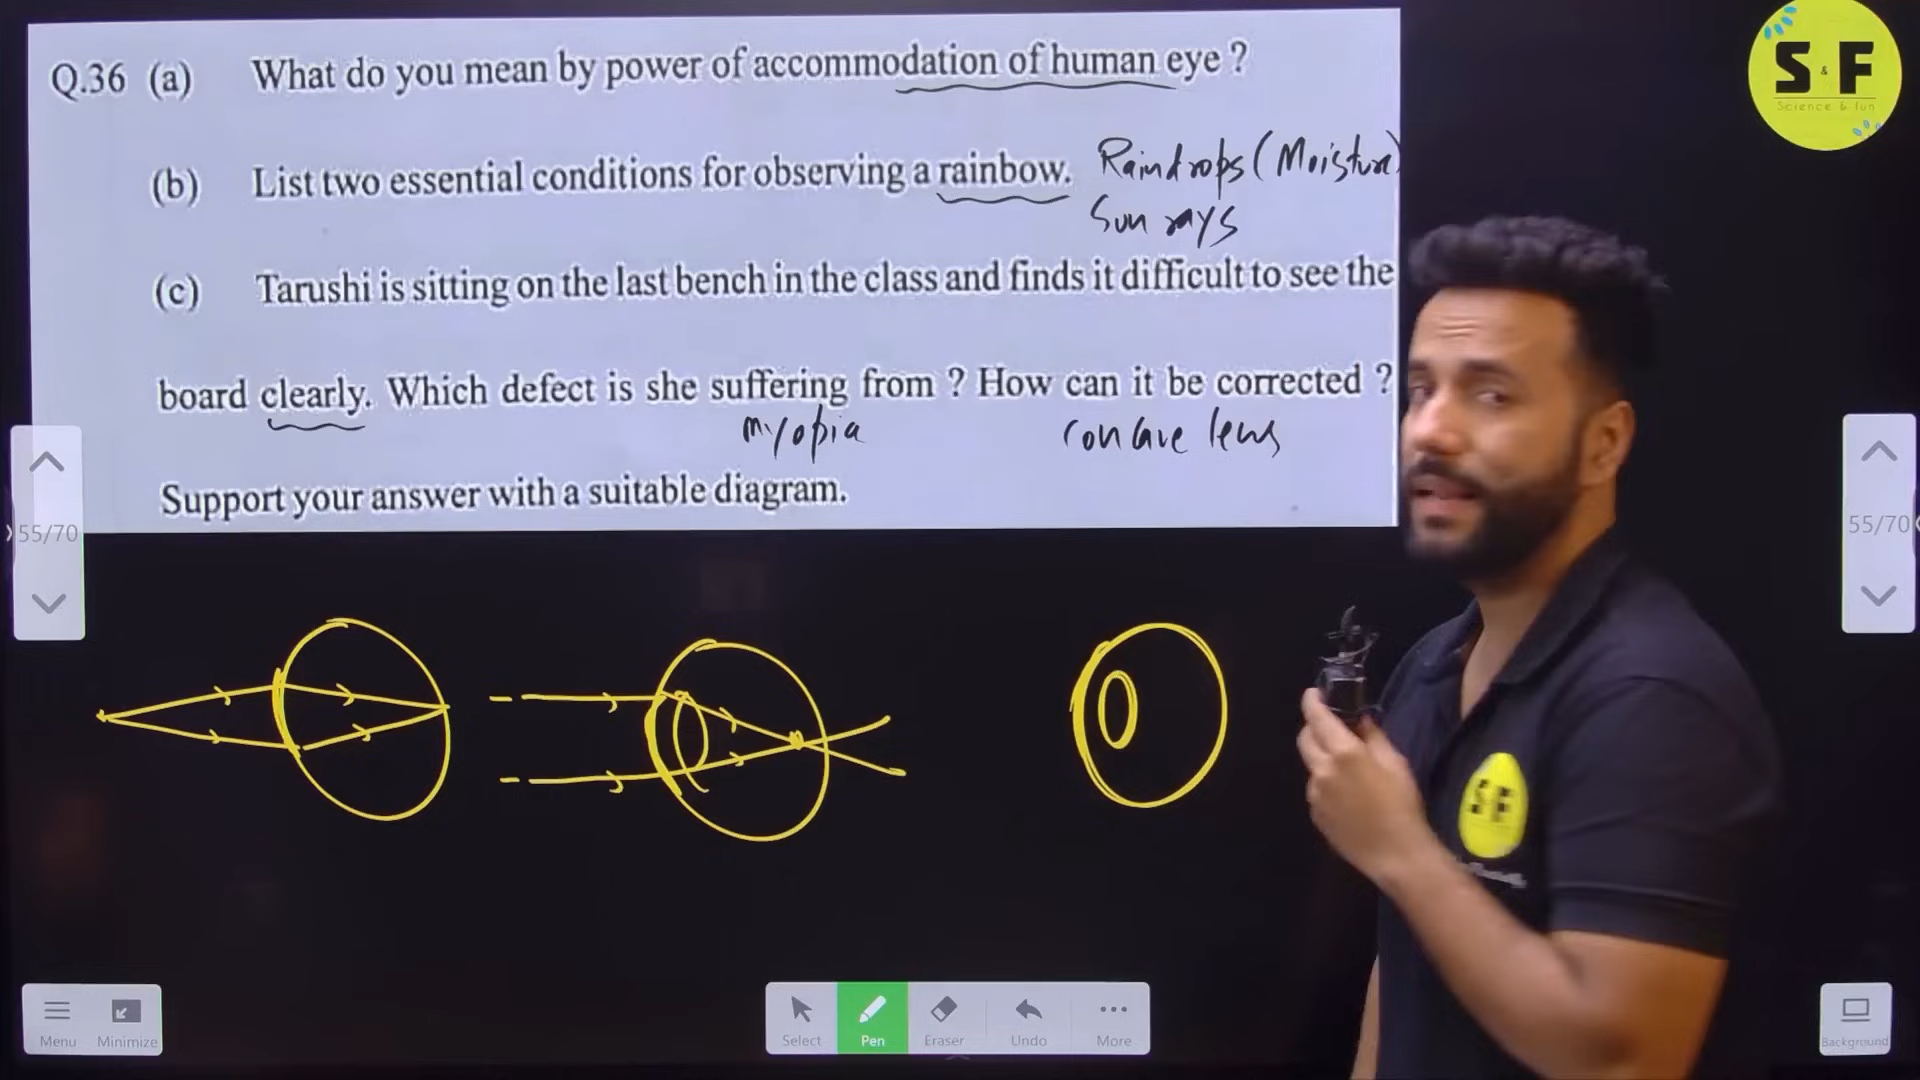 Q.36 (a) What do you mean by power of accommodation of human eye ?
(b) List two essential conditions for observing a rainbow. Raindrops (Moisture)
Sun rays
(c) Tarushi is sitting on the last bench in the class and finds it difficult to see the
board clearly. Which defect is she suffering from ? How can it be corrected ?
myopia concave lens
Support your answer with a suitable diagram.
S & F
Science & fun
55/70
55/70
S&F
Menu
Minimize
Select
Pen
Eraser
Undo
More
Background